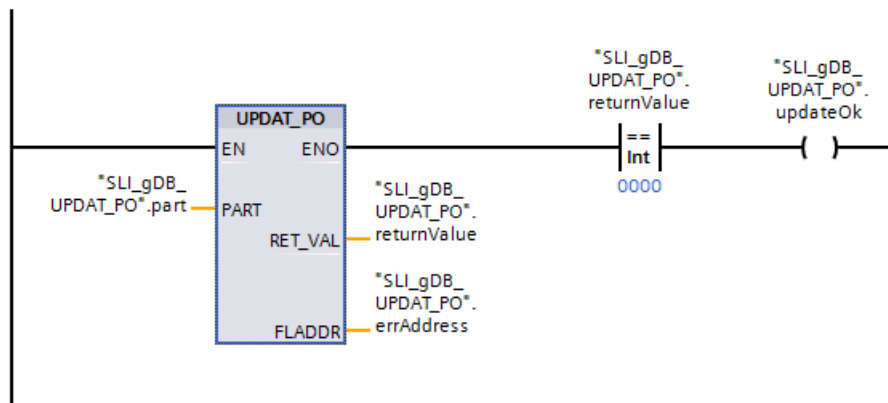 "SLI_gDB_
UPDAT_PO".
returnValue
"SLI_gDB_
UPDAT_PO".
updateOk
UPDAT_PO
EN
ENO
==
Int
0000
"SLI_gDB_
UPDAT_PO".part
PART
"SLI_gDB_
UPDAT_PO".
returnValue
RET_VAL
"SLI_gDB_
UPDAT_PO".
errAddress
FLADDR